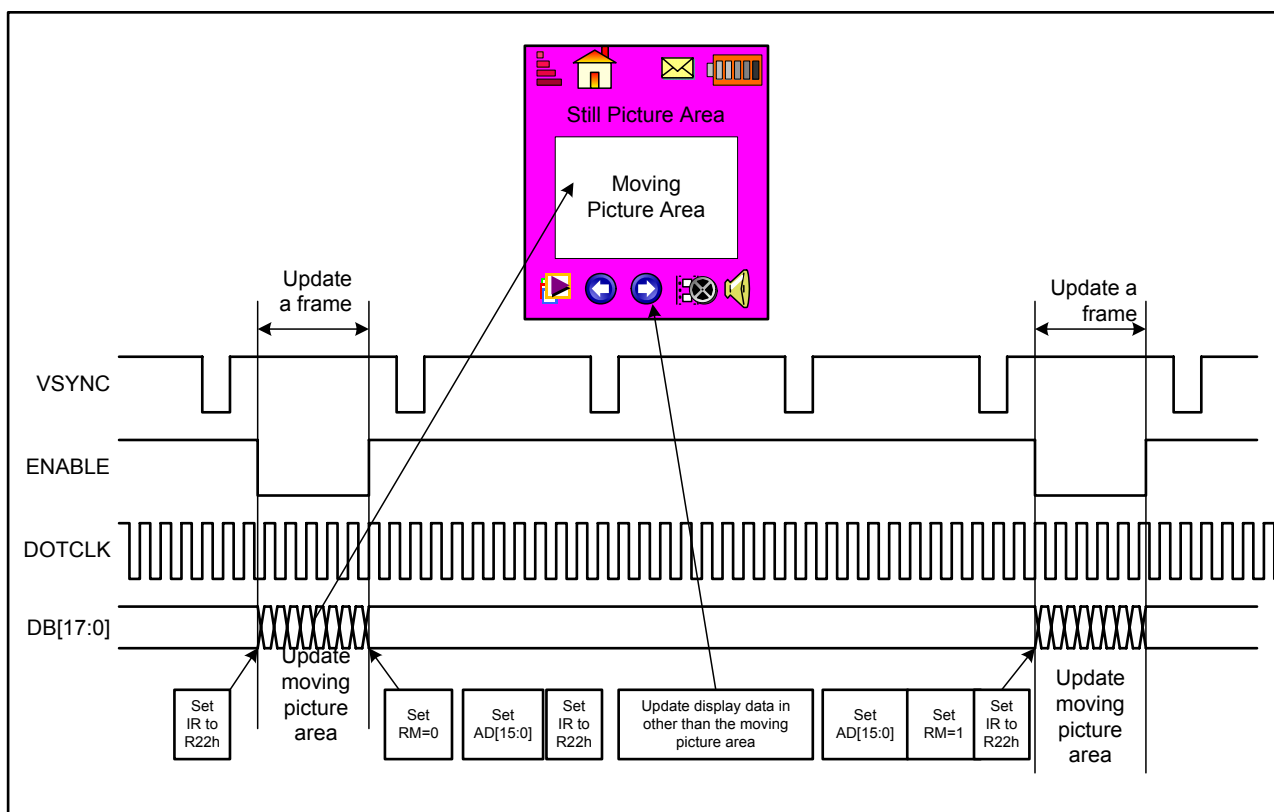 Still Picture Area
Moving
Picture Area
Update
a frame
Update a
frame
VSYNC
ENABLE
DOTCLK
DB[17:0]
Update
moving
picture
area
Update
moving
picture
area
Set
IR to
R22h
Set
RM=0
Set
AD[15:0]
Set
IR to
R22h
Update display data in
other than the moving
picture area
Set
AD[15:0]
Set
RM=1
Set
IR to
R22h